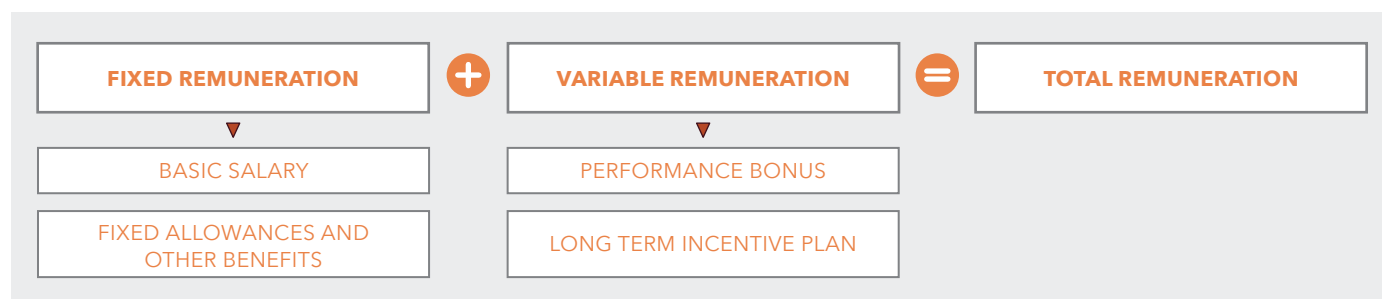 FIXED REMUNERATION
VARIABLE REMUNERATION
TOTAL REMUNERATION
BASIC SALARY
PERFORMANCE BONUS
FIXED ALLOWANCES AND
OTHER BENEFITS
LONG TERM INCENTIVE PLAN